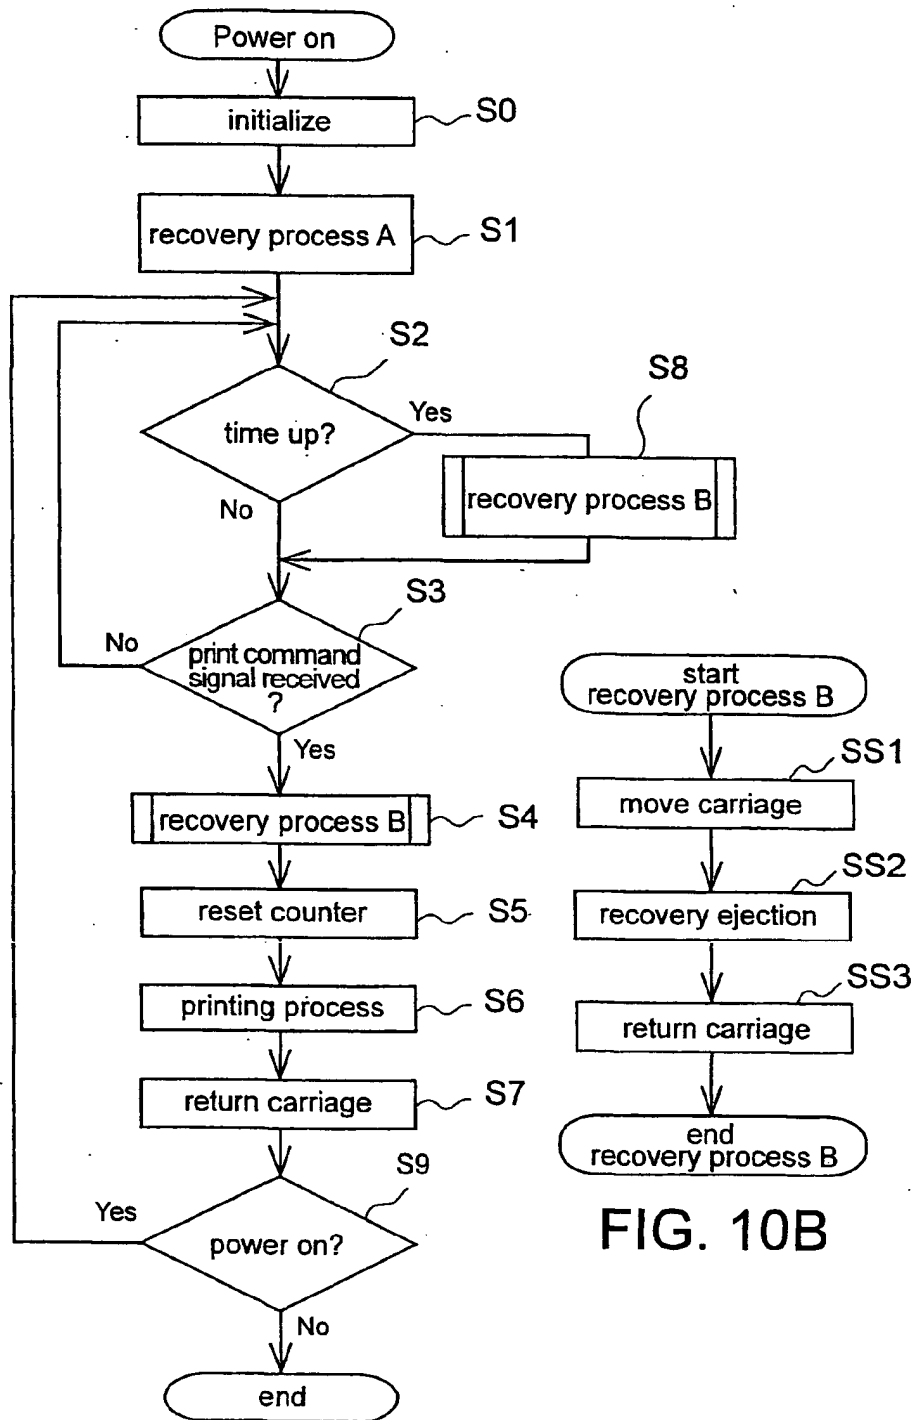 Power on
initialize
S0
recovery process A
S1
S2
time up?
Yes
No
S8
recovery process B
S3
No
print command
signal received
?
Yes
recovery process B
S4
reset counter
S5
printing process
S6
return carriage
S7
S9
Yes
power on?
No
end
start
recovery process B
SS1
move carriage
SS2
recovery ejection
SS3
return carriage
end
recovery process B
FIG. 10B